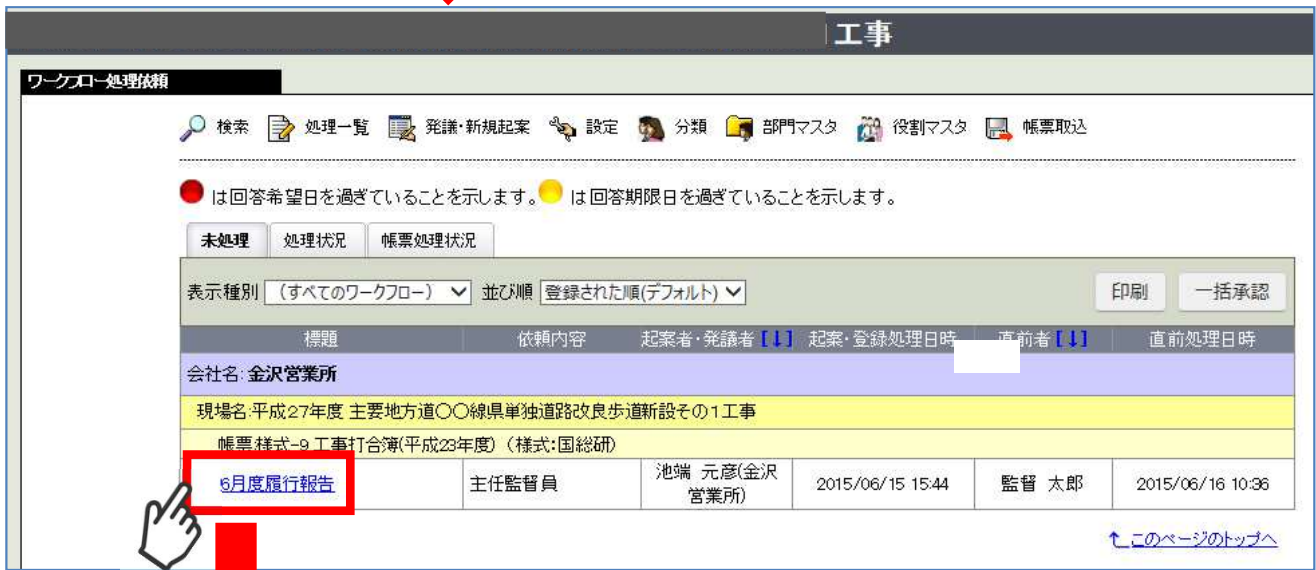 工事
ワークフロー処理依頼
検索 処理一覧 発議・新規起案 設定 分類 部門マスタ 役割マスタ 帳票取込
は回答希望日を過ぎていることを示します。 は回答期限日を過ぎていることを示します。
未処理 処理状況 帳票処理状況
表示種別 (すべてのワークフロー) 並び順 登録された順(デフォルト) 印刷 一括承認
標題 依頼内容 起案者・発議者【↓】 起案・登録処理日時 直前者【↓】 直前処理日時
会社名:金沢営業所
現場名:平成27年度 主要地方道〇〇線県単独道路改良歩道新設その1工事
帳票:様式-9 工事打合簿(平成23年度) (様式:国総研)
6月度履行報告 主任監督員 池端 元彦(金沢営業所) 2015/06/15 15:44 監督 太郎 2015/06/16 10:36
このページのトップへ